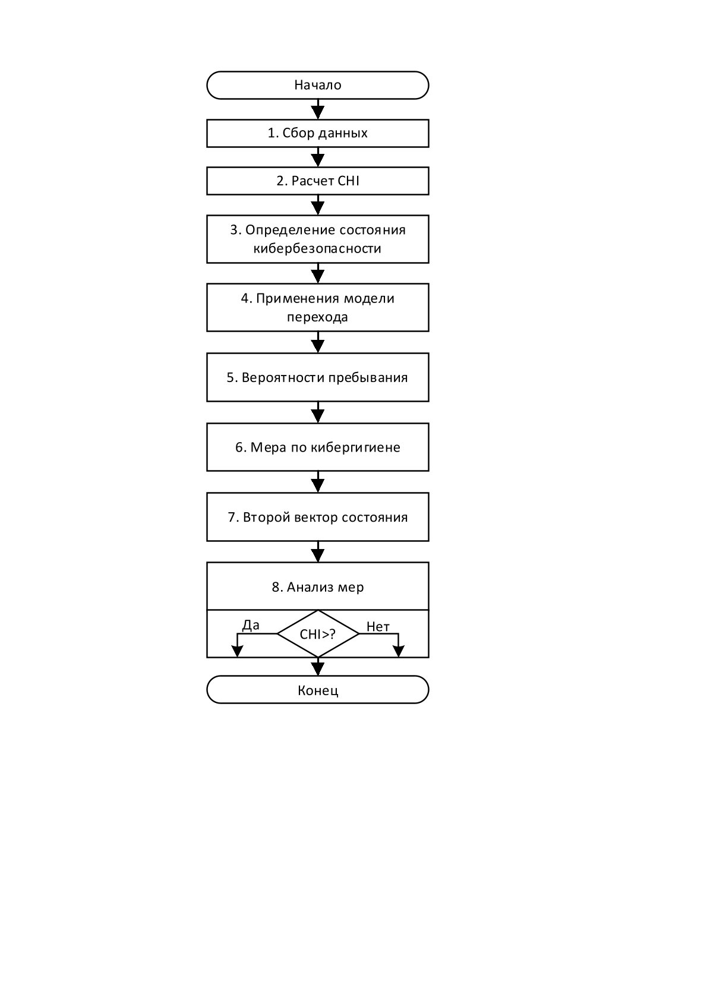 Начало
1. Сбор данных
2. Расчет CHI
3. Определение состояния
кибербезопасности
4. Применения модели
перехода
5. Вероятности пребывания
6. Мера по кибергигиене
7. Второй вектор состояния
8. Анализ мер
Да
CHI>?
Нет
Конец